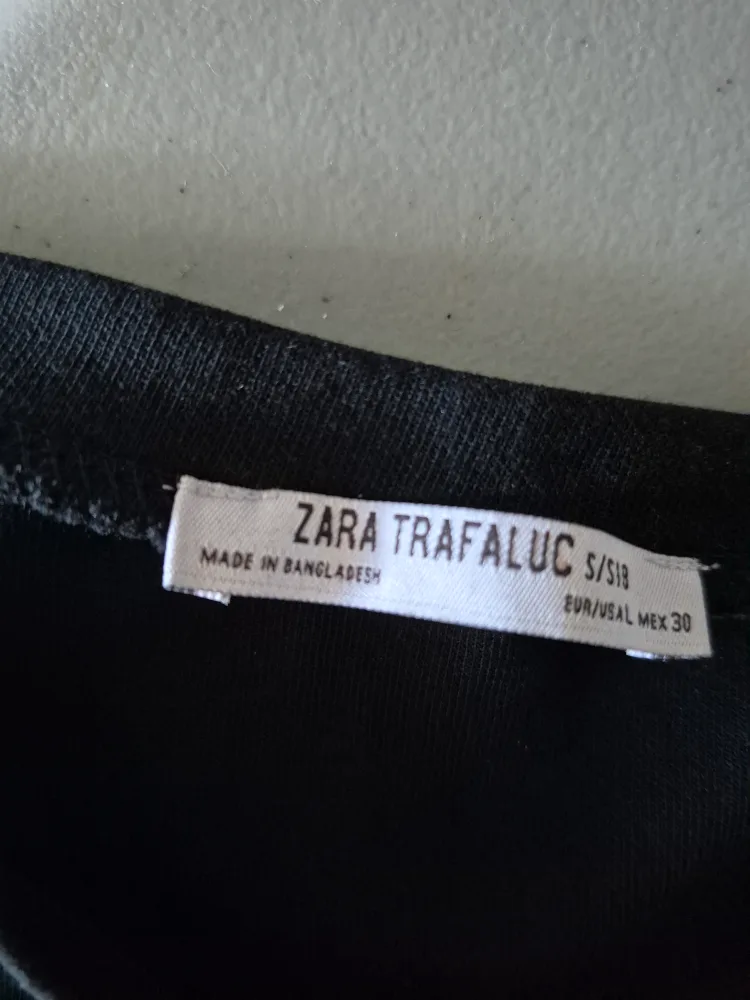 ZARA TRAFALUC S/S18
MADE IN BANGLADESH
EUR/USA L MEX 30